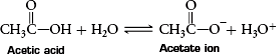 O O
CH₃C—OH + H₂O ⇌ CH₃C—O⁻ + H₃O⁺
Acetic acid Acetate ion